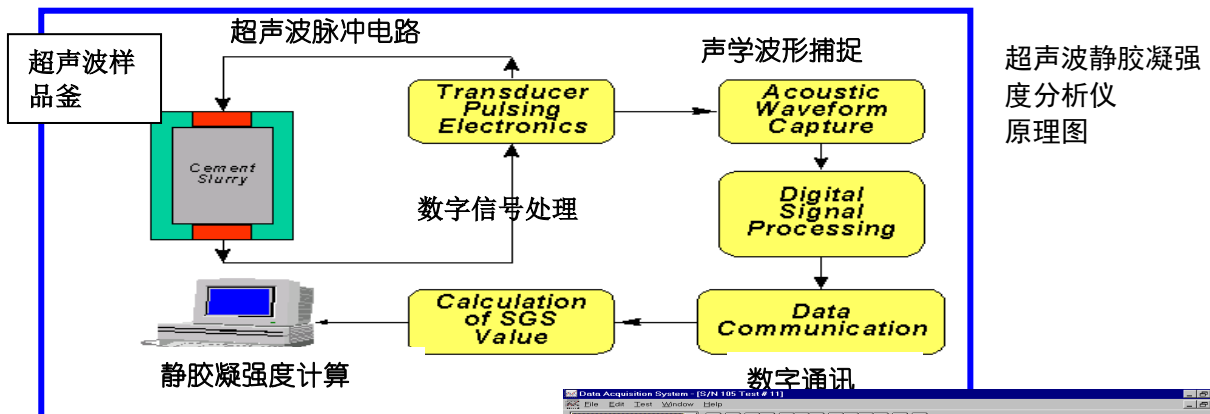 超声波脉冲电路
超声波样
品釜
声学波形捕捉
超声波静胶凝强
度分析仪
原理图
Transducer
Pulsing
Electronics
Acoustic
Waveform
Capture
Cement
Slurry
数字信号处理
Digital
Signal
Processing
Calculation
of SGS
Value
Data
Communication
静胶凝强度计算
数字通讯
Data Acquisition System - [S/N 105 Test # 11]
File Edit Test Window Help